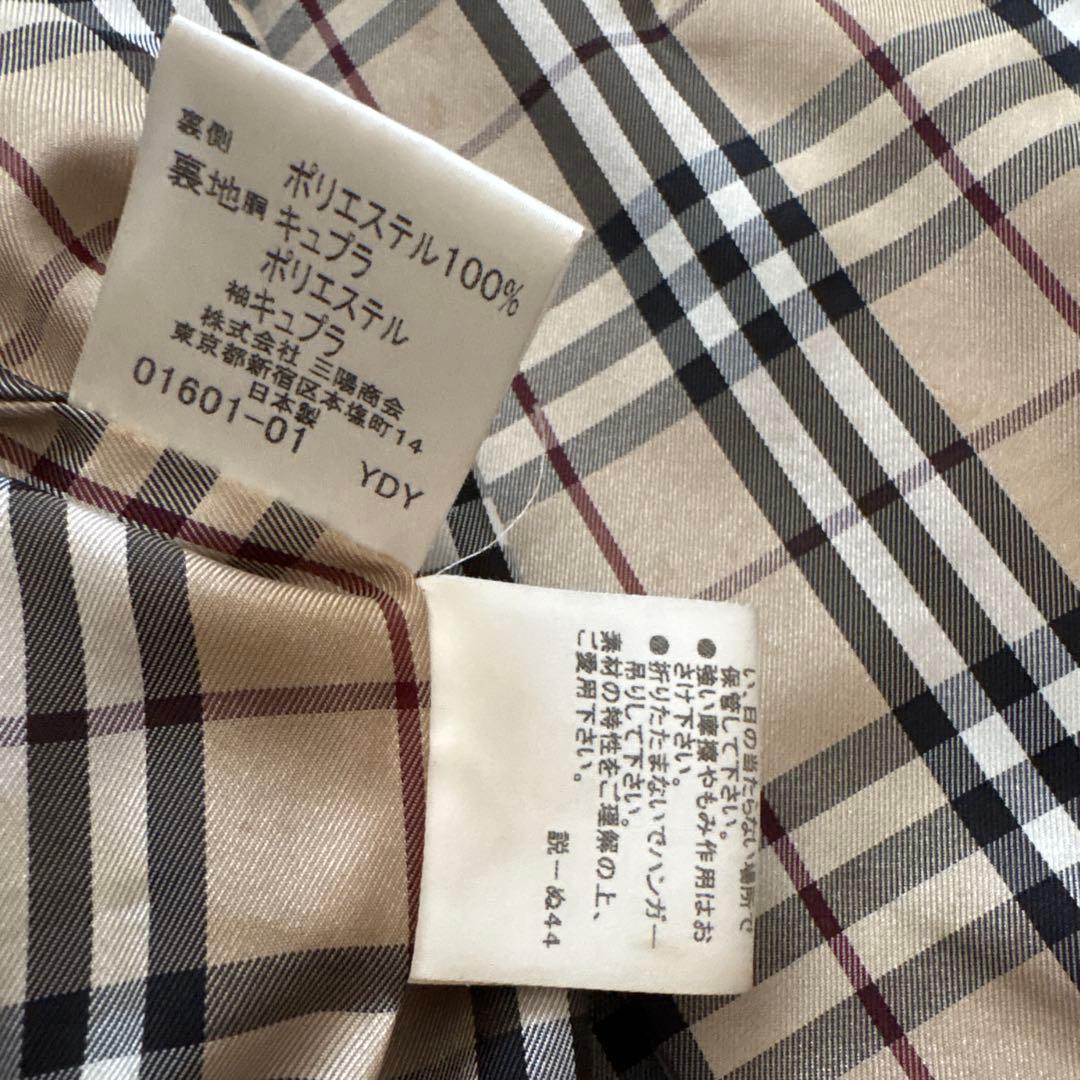 裏側
ポリエステル100%
裏地胴 キュプラ
ポリエステル
袖キュプラ
株式会社 三陽商会
東京都新宿区本塩町14
日本製
01601-01
YDY
い、日の当たらない場所で
保管して下さい。
●強い摩擦やもみ作用はお
さけ下さい。
●折りたたまないでハンガー
吊りして下さい。
素材の特性をご理解の上、
ご愛用下さい。
説ーぬ44